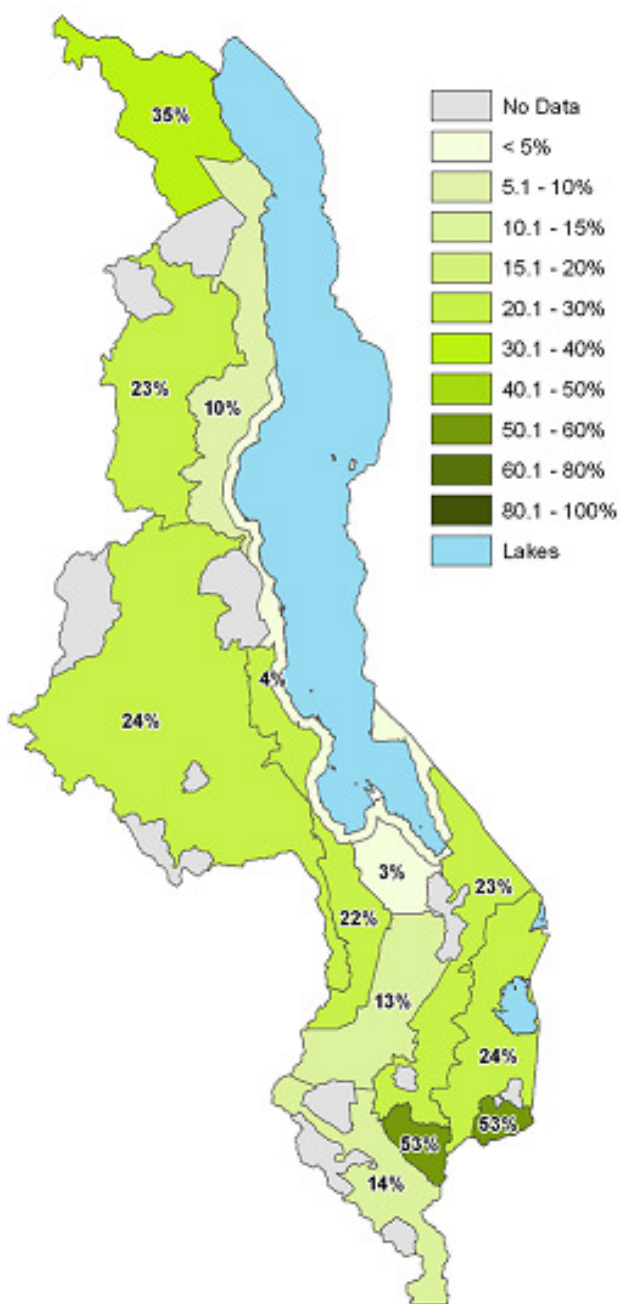 35%
No Data
< 5%
5.1 - 10%
10.1 - 15%
15.1 - 20%
20.1 - 30%
30.1 - 40%
40.1 - 50%
50.1 - 60%
60.1 - 80%
80.1 - 100%
Lakes
23%
10%
4%
24%
3%
23%
22%
13%
24%
53%
53%
14%